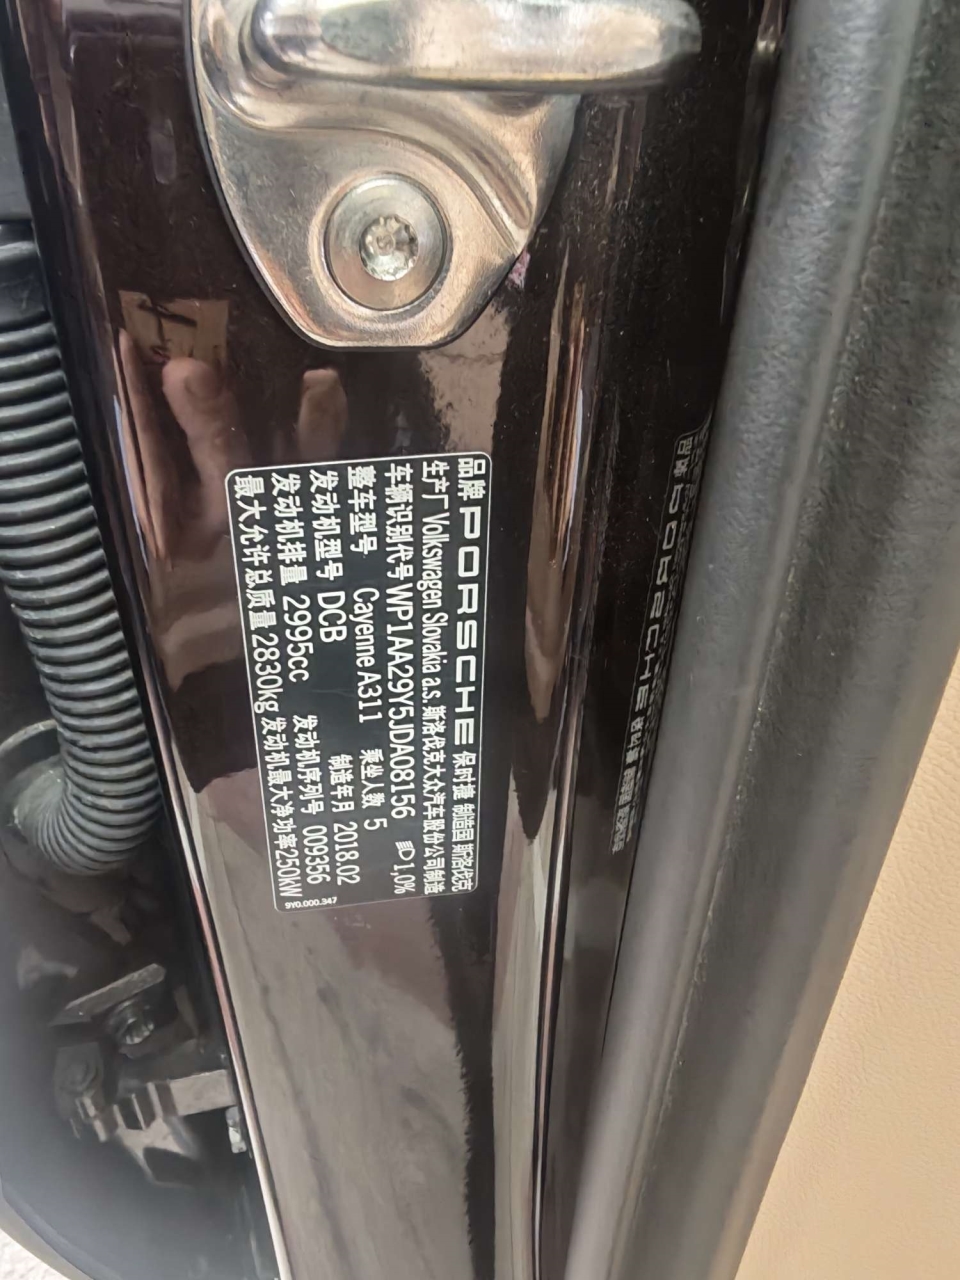 品牌 PORSCHE 保时捷 制造国 斯洛伐克
生产厂 Volkswagen Slovakia a.s. 斯洛伐克大众汽车股份公司制造
车辆识别代号 WP1AA29Y5JDA08156 1,0%
整车型号 Cayenne A311 乘坐人数 5
发动机型号 DCB 制造年月 2018.02
发动机排量 2995cc 发动机序列号 009356
最大允许总质量 2830kg 发动机最大净功率250kW
9Y0.000.347